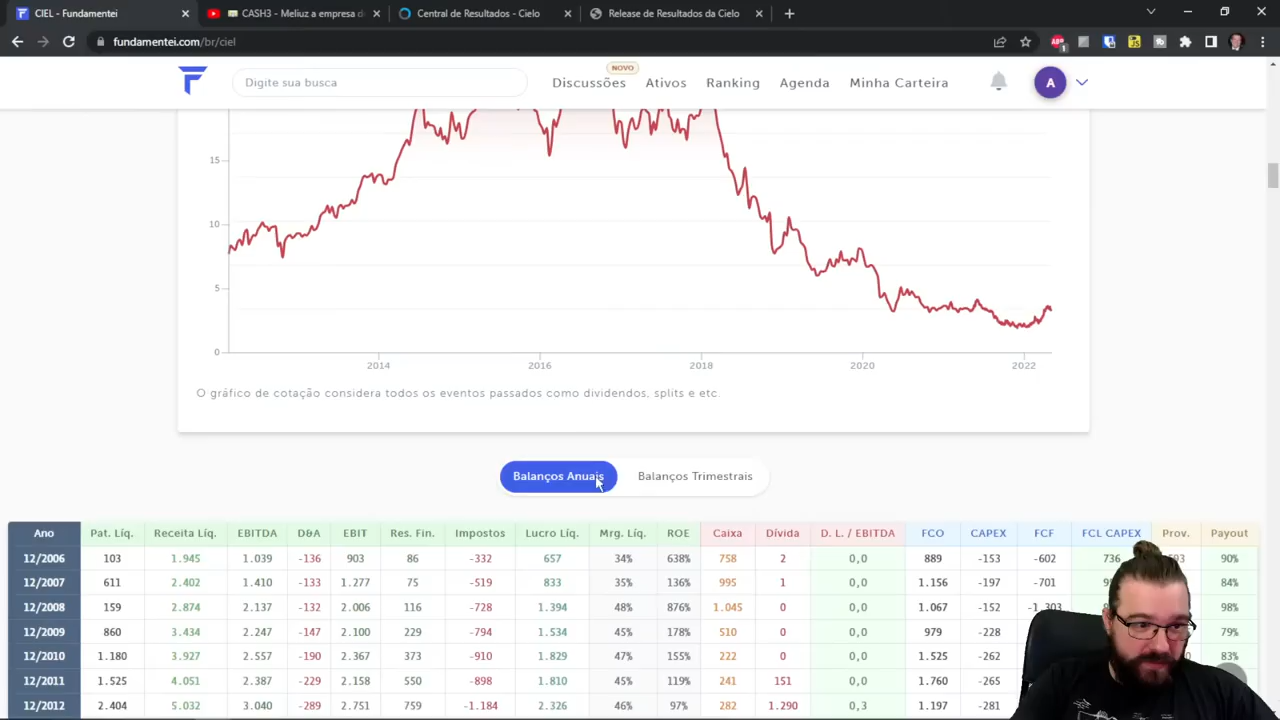 CIEL - Fundamentei
CASH3 - Meliuz a empresa d
Central de Resultados - Cielo
Release de Resultados da Cielo
fundamentei.com/br/ciel
NOVO
Digite sua busca
Discussões Ativos Ranking Agenda Minha Carteira
A
15
10
5
0
2014 2016 2018 2020 2022
O gráfico de cotação considera todos os eventos passados como dividendos, splits e etc.
Balanços Anuais Balanços Trimestrais
Ano Pat. Líq. Receita Líq. EBITDA D&A EBIT Res. Fin. Impostos Lucro Líq. Mrg. Líq. ROE Caixa Dívida D. L. / EBITDA FCO CAPEX FCF FCL CAPEX Prov. Payout
12/2006 103 1.945 1.039 -136 903 86 -332 657 34% 638% 758 2 0,0 889 -153 -602 736 90%
12/2007 611 2.402 1.410 -133 1.277 75 -519 833 35% 136% 995 1 0,0 1.156 -197 -701 84%
12/2008 159 2.874 2.137 -132 2.006 116 -728 1.394 48% 876% 1.045 0 0,0 1.067 -152 -1.303 98%
12/2009 860 3.434 2.247 -147 2.100 229 -794 1.534 45% 178% 510 0 0,0 979 -228 79%
12/2010 1.180 3.927 2.557 -190 2.367 373 -910 1.829 47% 155% 222 0 0,0 1.525 -262 83%
12/2011 1.525 4.051 2.387 -229 2.158 550 -898 1.810 45% 119% 241 151 0,0 1.760 -265
12/2012 2.404 5.032 3.040 -289 2.751 759 -1.184 2.326 46% 97% 282 1.290 0,3 1.197 -281